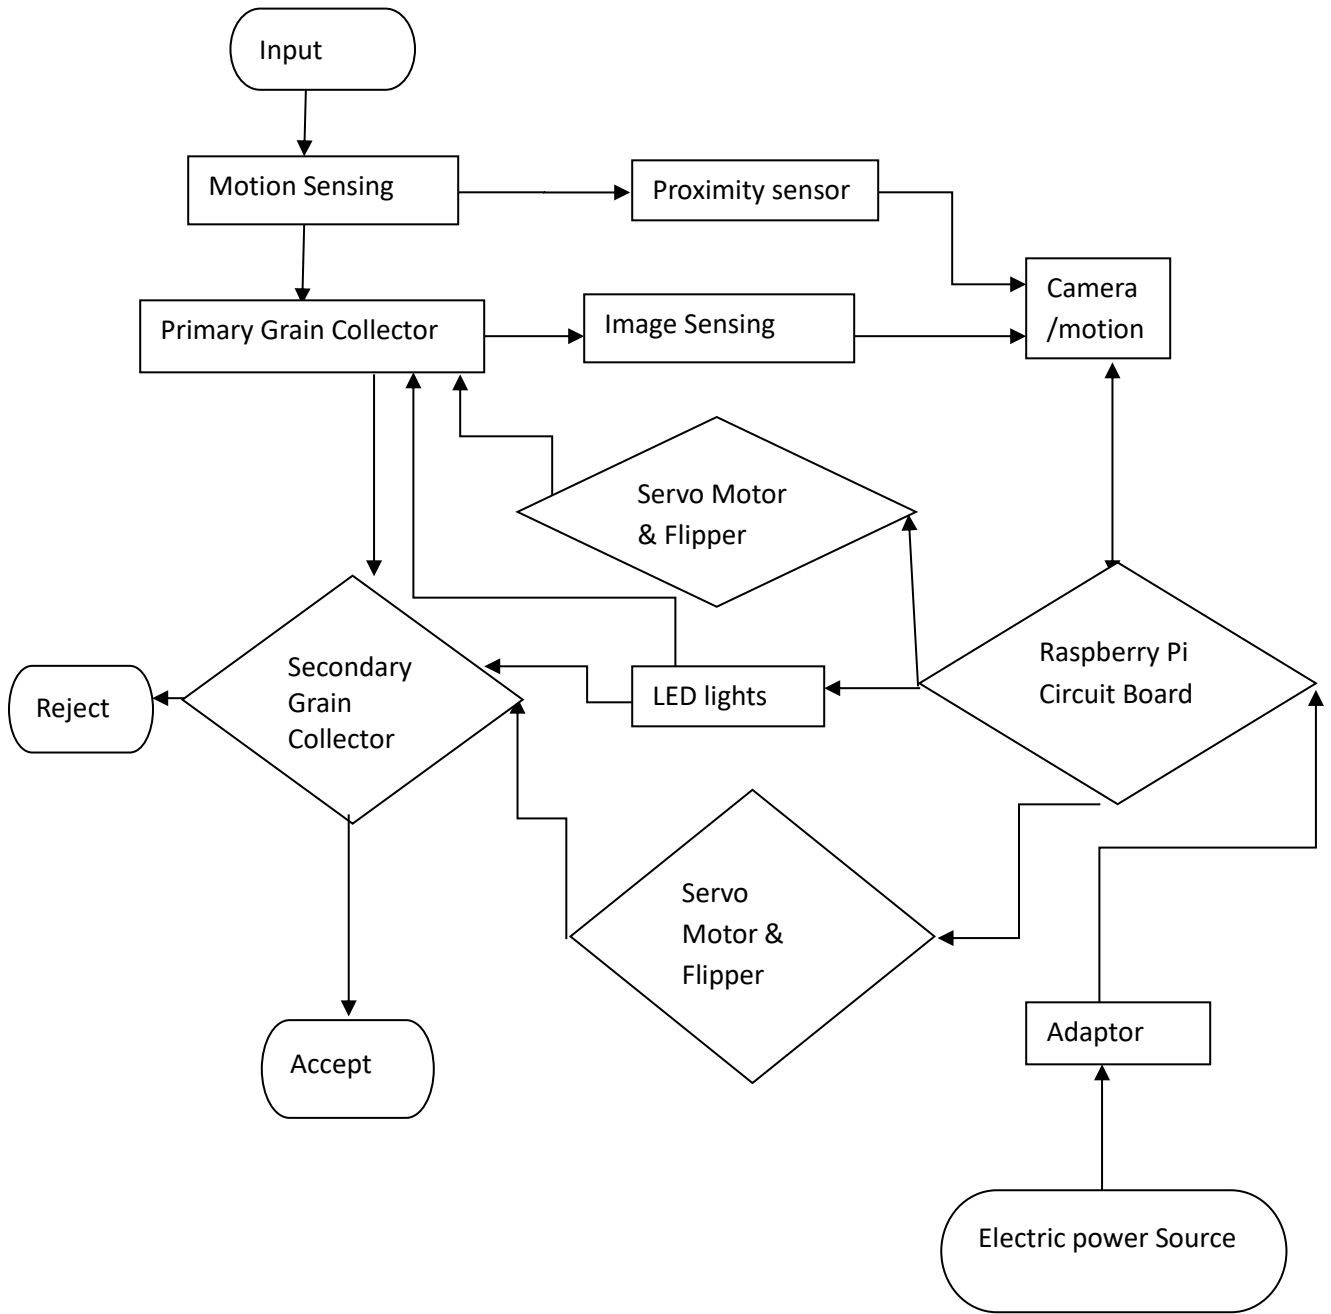 Input
Motion Sensing
Proximity sensor
Camera
/motion
Primary Grain Collector
Image Sensing
Servo Motor
& Flipper
Secondary
Grain
Collector
Reject
LED lights
Raspberry Pi
Circuit Board
Servo
Motor &
Flipper
Adaptor
Accept
Electric power Source